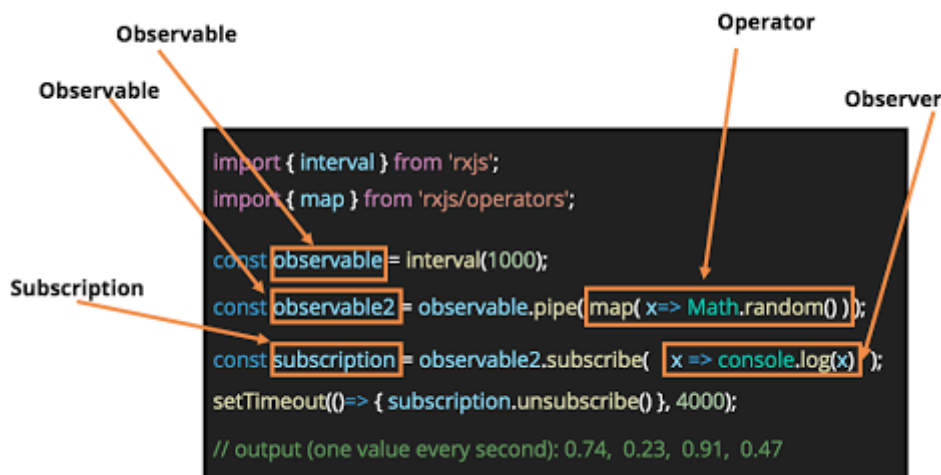 Observable
Operator
Observable
Observer
import { interval } from 'rxjs';
import { map } from 'rxjs/operators';
const observable = interval(1000);
Subscription
const observable2 = observable.pipe( map( x=> Math.random() ) );
const subscription = observable2.subscribe( x => console.log(x) );
setTimeout(()=> { subscription.unsubscribe() }, 4000);
// output (one value every second): 0.74, 0.23, 0.91, 0.47